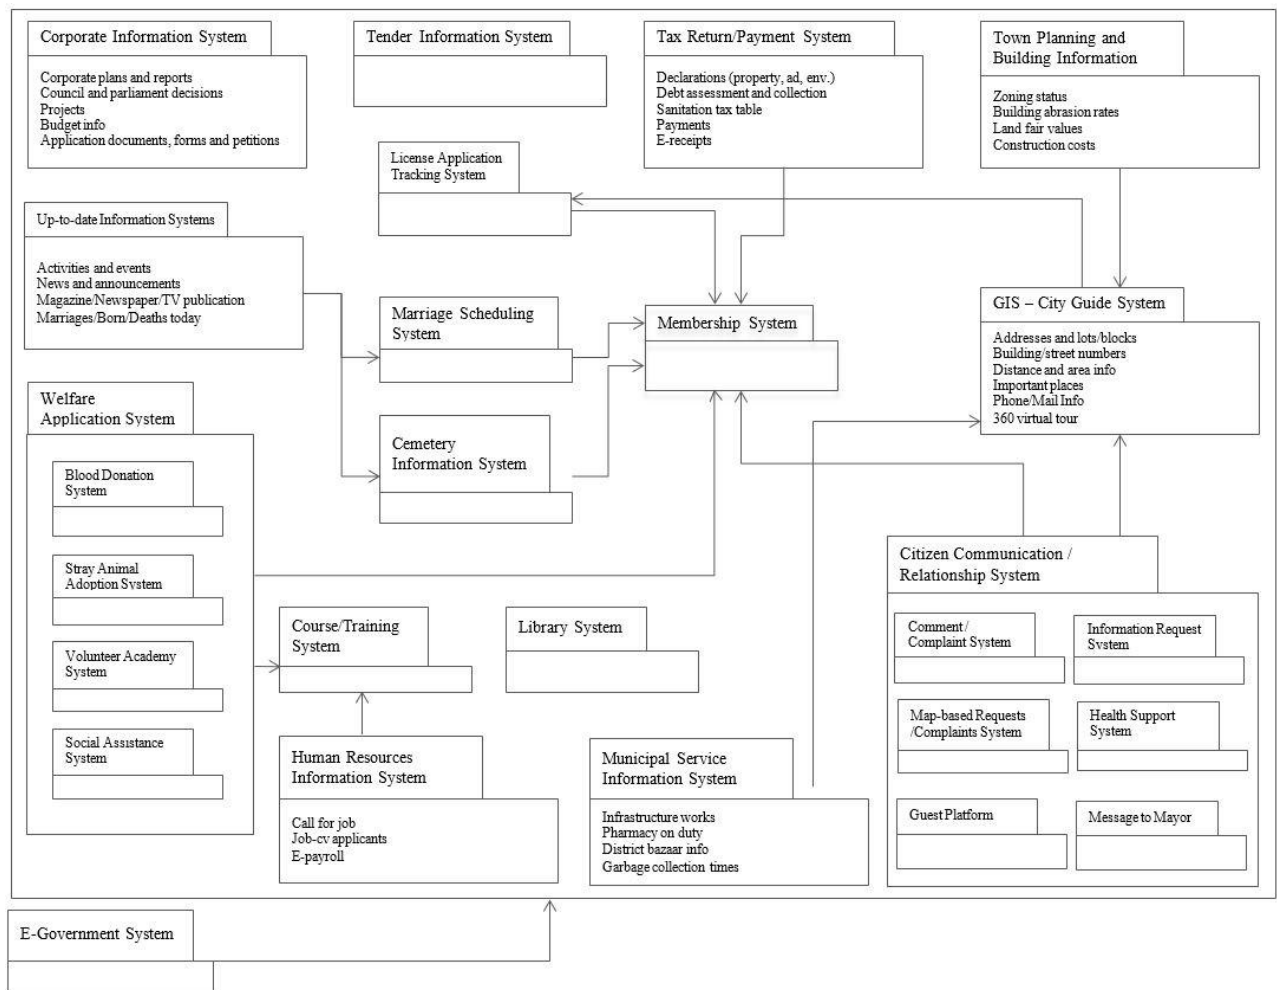 Corporate Information System
Corporate plans and reports
Council and parliament decisions
Projects
Budget info
Application documents, forms and petitions
Tender Information System
Tax Return/Payment System
Declarations (property, ad, env.)
Debt assessment and collection
Sanitation tax table
Payments
E-receipts
Town Planning and
Building Information
Zoning status
Building abrasion rates
Land fair values
Construction costs
License Application
Tracking System
Up-to-date Information Systems
Activities and events
News and announcements
Magazine/Newspaper/TV publication
Marriages/Born/Deaths today
Marriage Scheduling
System
Membership System
GIS – City Guide System
Addresses and lots/blocks
Building/street numbers
Distance and area info
Important places
Phone/Mail Info
360 virtual tour
Cemetery
Information System
Welfare
Application System
Blood Donation
System
Stray Animal
Adoption System
Volunteer Academy
System
Social Assistance
System
Course/Training
System
Library System
Human Resources
Information System
Call for job
Job-cv applicants
E-payroll
Municipal Service
Information System
Infrastructure works
Pharmacy on duty
District bazaar info
Garbage collection times
Citizen Communication /
Relationship System
Comment /
Complaint System
Information Request
System
Map-based Requests
/Complaints System
Health Support
System
Guest Platform
Message to Mayor
E-Government System